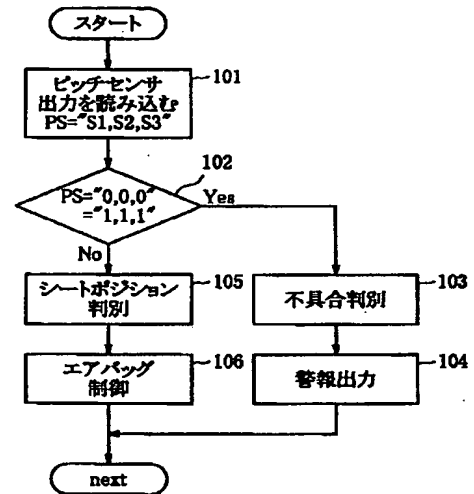 スタート
ピッチセンサ
出力を読み込む
PS="S1,S2,S3"
101
102
PS="0,0,0"
="1,1,1"
Yes
No
シートポジション
判別
105
不具合判別
103
エアバッグ
制御
106
警報出力
104
next